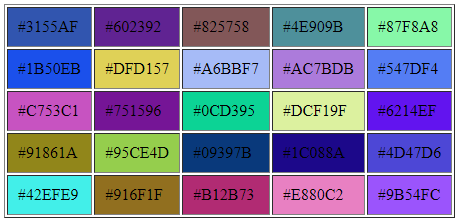 #3155AF #602392 #825758 #4E909B #87F8A8
#1B50EB #DFD157 #A6BBF7 #AC7BDB #547DF4
#C753C1 #751596 #0CD395 #DCF19F #6214EF
#91861A #95CE4D #09397B #1C088A #4D47D6
#42EFE9 #916F1F #B12B73 #E880C2 #9B54FC